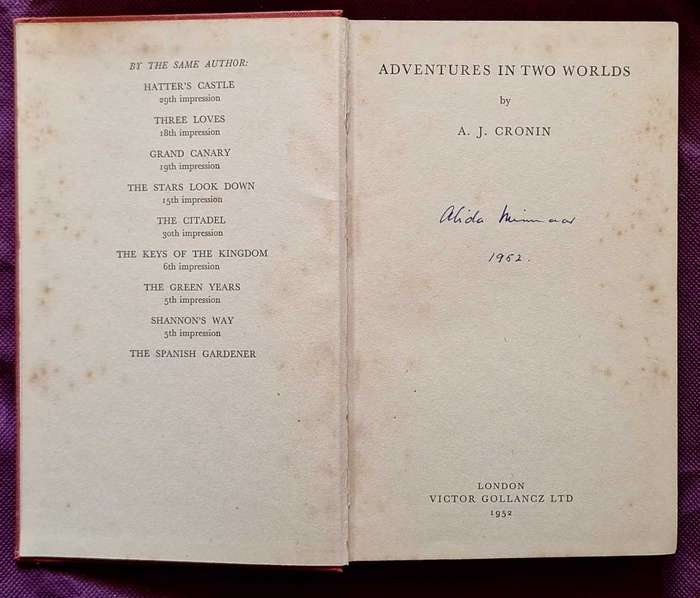 BY THE SAME AUTHOR:
HATTER'S CASTLE
29th impression
THREE LOVES
18th impression
GRAND CANARY
19th impression
THE STARS LOOK DOWN
15th impression
THE CITADEL
30th impression
THE KEYS OF THE KINGDOM
6th impression
THE GREEN YEARS
5th impression
SHANNON'S WAY
5th impression
THE SPANISH GARDENER
ADVENTURES IN TWO WORLDS
by
A. J. CRONIN
Alida
1952.
LONDON
VICTOR GOLLANCZ LTD
1952